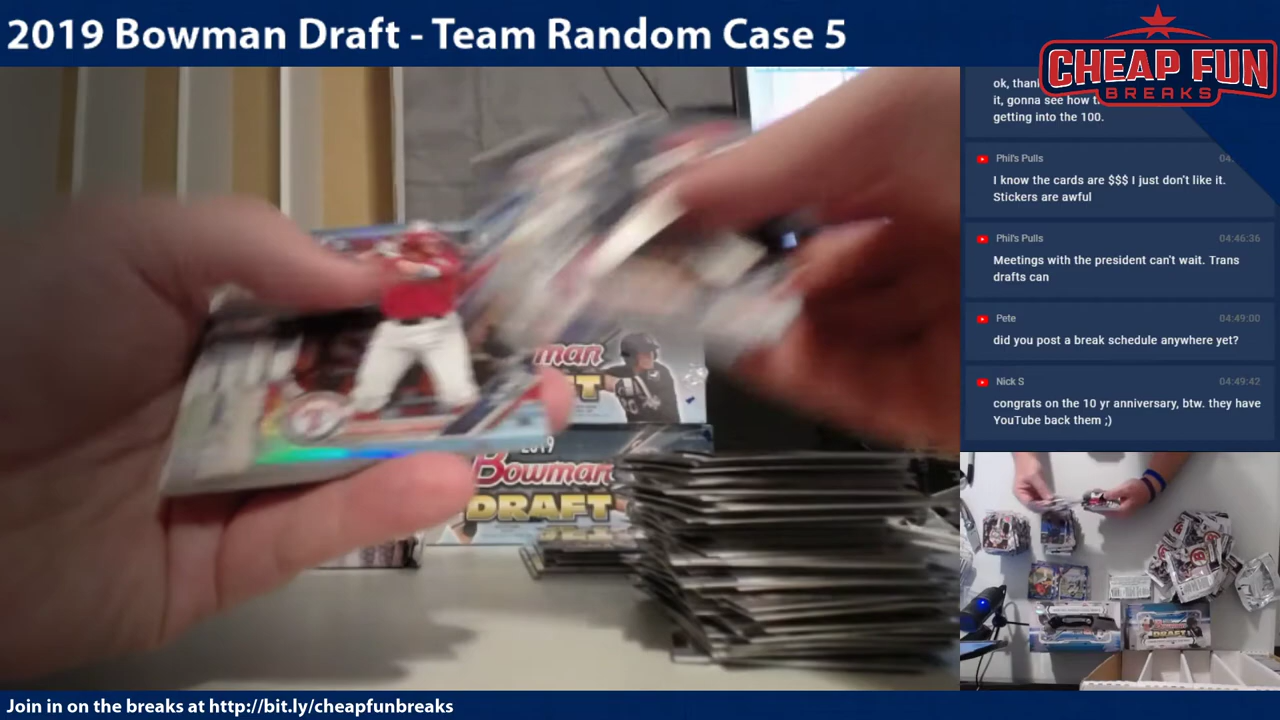 2019 Bowman Draft - Team Random Case 5
CHEAP FUN
BREAKS
ok, thank
it, gonna see how
getting into the 100.
Phil's Pulls
I know the cards are $$$ I just don't like it.
Stickers are awful
Phil's Pulls 04:46:36
Meetings with the president can't wait. Trans
drafts can
Pete 04:49:00
did you post a break schedule anywhere yet?
Nick S 04:49:42
congrats on the 10 yr anniversary, btw. they have
YouTube back them ;)
2019
Bowman
DRAFT
DRAFT
Join in on the breaks at http://bit.ly/cheapfunbreaks